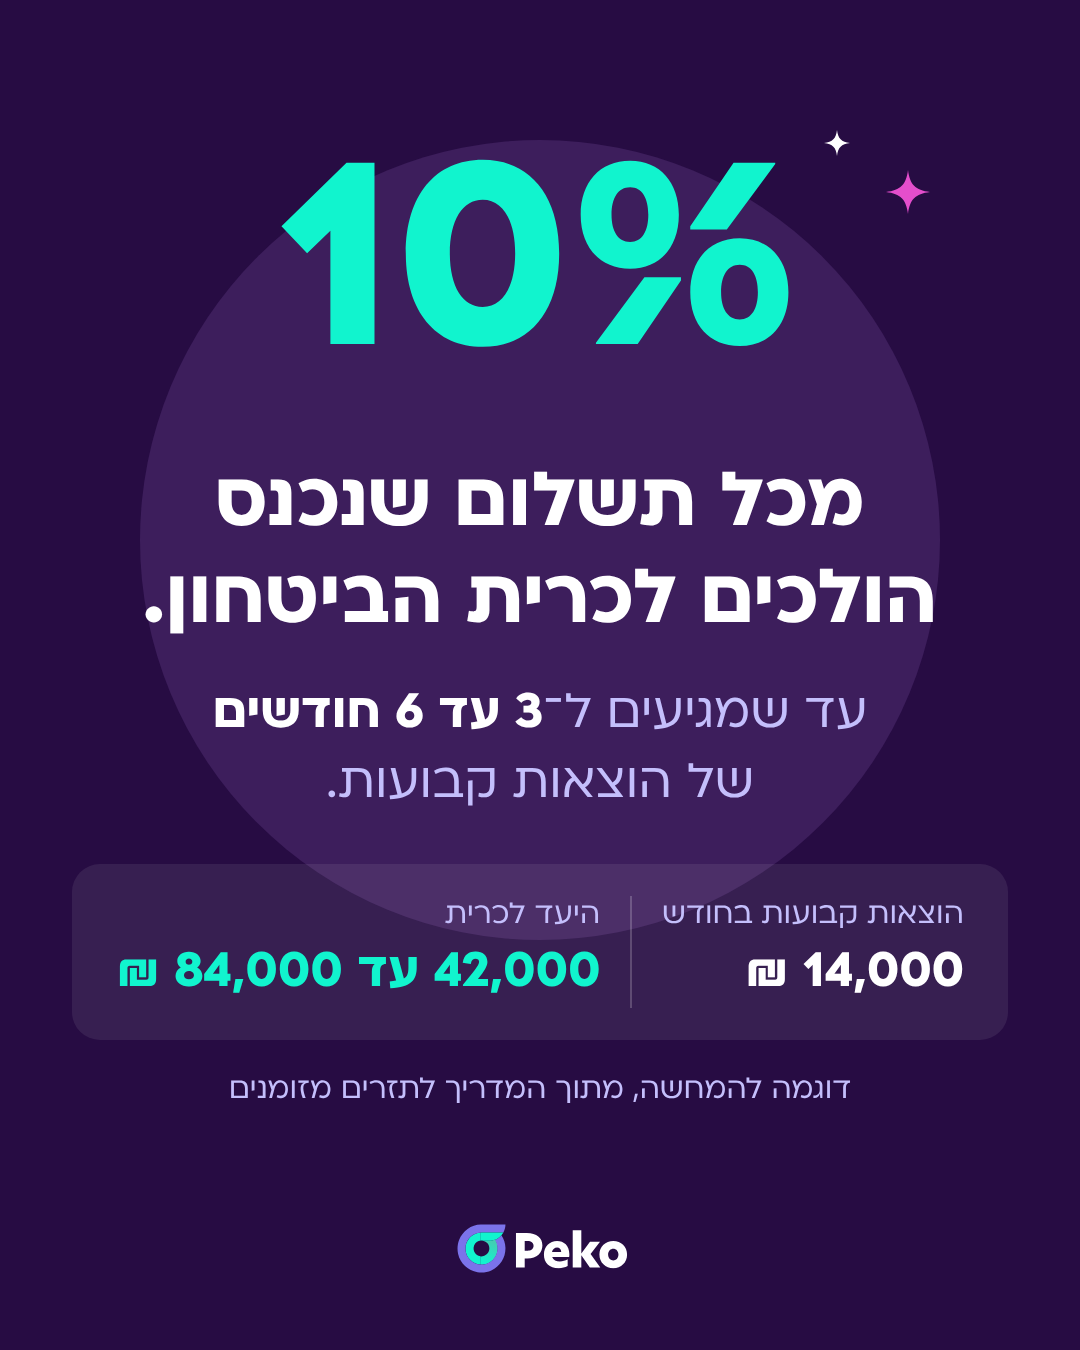 10%
מכל תשלום שנכנס
הולכים לכרית הביטחון.
עד שמגיעים ל־3 עד 6 חודשים
של הוצאות קבועות.
הוצאות קבועות בחודש
14,000 ₪
היעד לכרית
42,000 עד 84,000 ₪
דוגמה להמחשה, מתוך המדריך לתזרים מזומנים
Peko